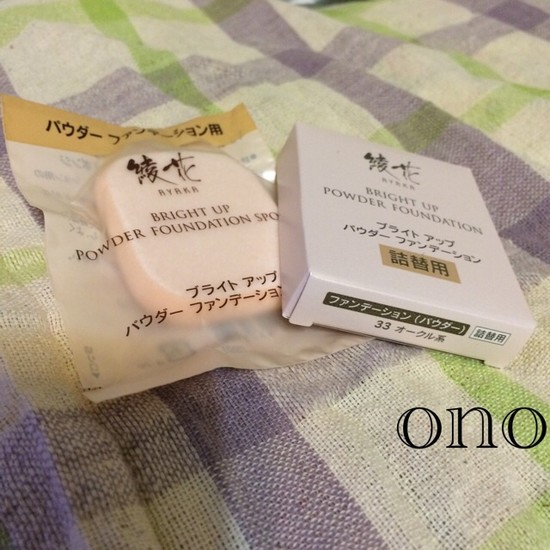 パウダー ファンデーション用
綾花
AYAKA
BRIGHT UP
POWDER FOUNDATION SPO
ブライト アップ
パウダー ファンデーション
綾花
AYAKA
BRIGHT UP
POWDER FOUNDATION
ブライト アップ
パウダー ファンデーション
詰替用
ファンデーション(パウダー)
33 オークル系
詰替用
ono